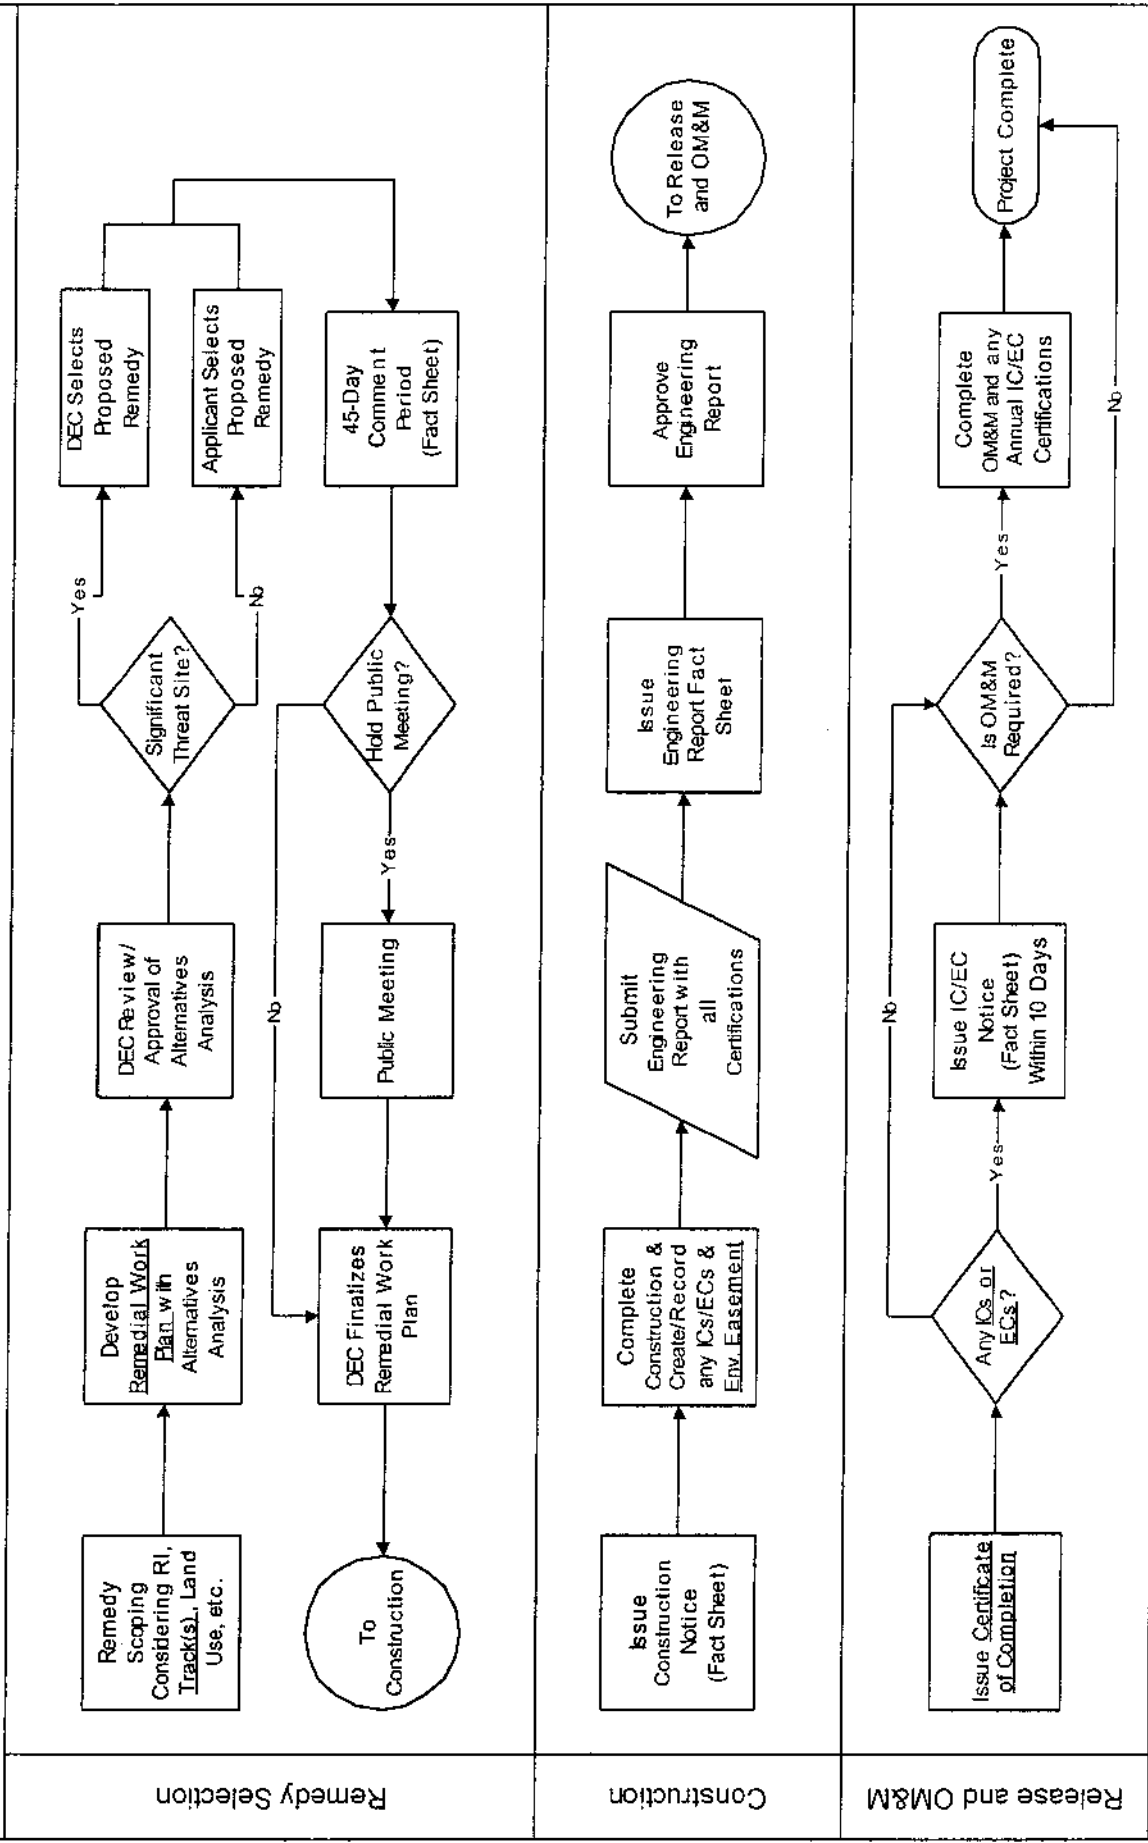 Remedy Selection
Remedy
Scoping
Considering RI,
Track(s), Land
Use, etc.
Develop
Remedial Work
Plan with
Alternatives
Analysis
DEC Review/
Approval of
Alternatives
Analysis
Significant
Threat Site?
Yes
No
DEC Selects
Proposed
Remedy
Applicant Selects
Proposed
Remedy
45-Day
Comment
Period
(Fact Sheet)
Hold Public
Meeting?
No
Yes
Public Meeting
DEC Finalizes
Remedial Work
Plan
To
Construction
Construction
Issue
Construction
Notice
(Fact Sheet)
Complete
Construction &
Create/Record
any ICs/ECs &
Env. Easement
Submit
Engineering
Report with
all
Certifications
Issue
Engineering
Report Fact
Sheet
Approve
Engineering
Report
To Release
and OM&M
Release and OM&M
Issue Certificate
of Completion
Any ICs or
ECs?
No
Yes
Issue IC/EC
Notice
(Fact Sheet)
Within 10 Days
Is OM&M
Required?
Yes
No
Complete
OM&M and any
Annual IC/EC
Certifications
Project Complete